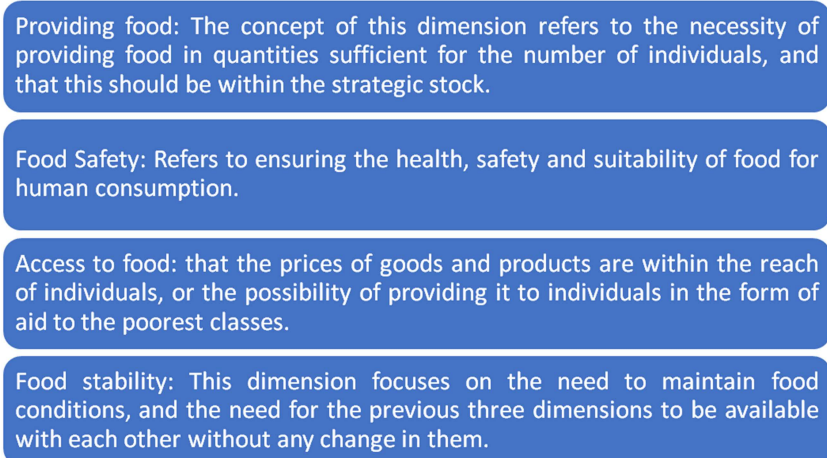 Providing food: The concept of this dimension refers to the necessity of
providing food in quantities sufficient for the number of individuals, and
that this should be within the strategic stock.
Food Safety: Refers to ensuring the health, safety and suitability of food for
human consumption.
Access to food: that the prices of goods and products are within the reach
of individuals, or the possibility of providing it to individuals in the form of
aid to the poorest classes.
Food stability: This dimension focuses on the need to maintain food
conditions, and the need for the previous three dimensions to be available
with each other without any change in them.